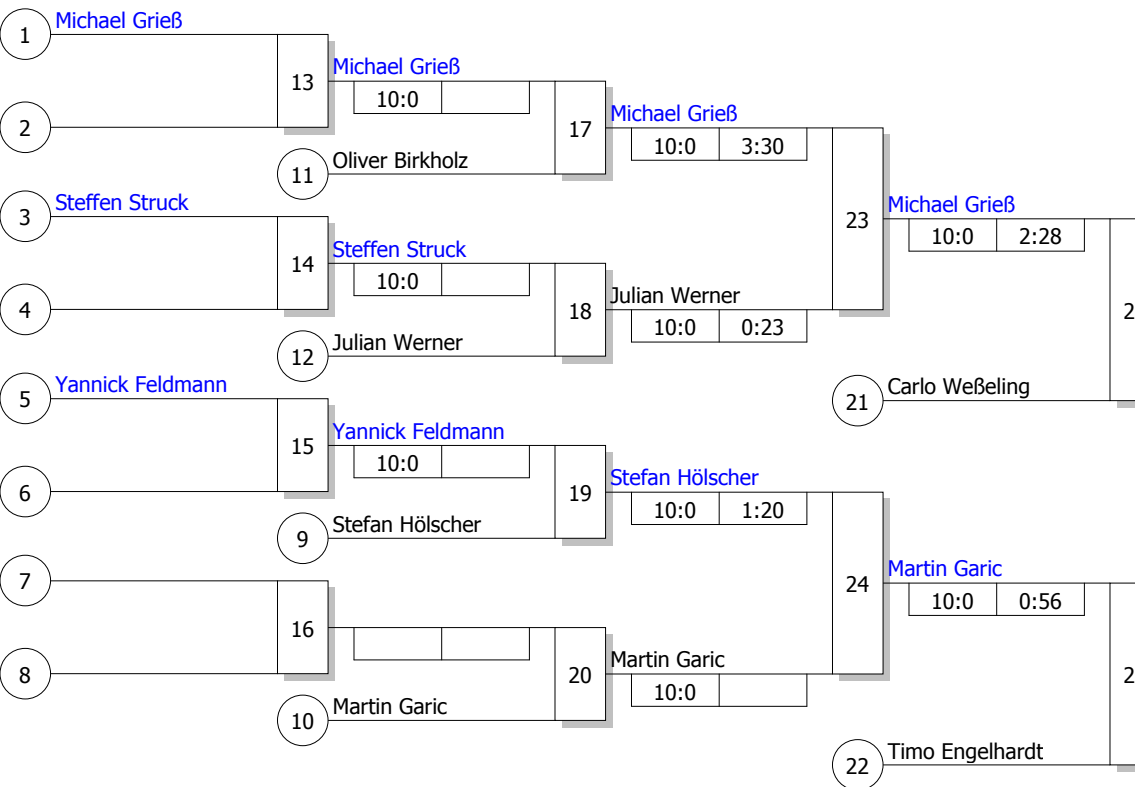 1 Michael Grieß
13 Michael Grieß
10:0
2
17 Michael Grieß
10:0 3:30
11 Oliver Birkholz
3 Steffen Struck
23 Michael Grieß
10:0 2:28
14 Steffen Struck
10:0
4
18 Julian Werner
10:0 0:23
2
12 Julian Werner
5 Yannick Feldmann
21 Carlo Weßeling
15 Yannick Feldmann
10:0
6
19 Stefan Hölscher
10:0 1:20
9 Stefan Hölscher
7
24 Martin Garic
10:0 0:56
16
8
20 Martin Garic
10:0
2
10 Martin Garic
22 Timo Engelhardt